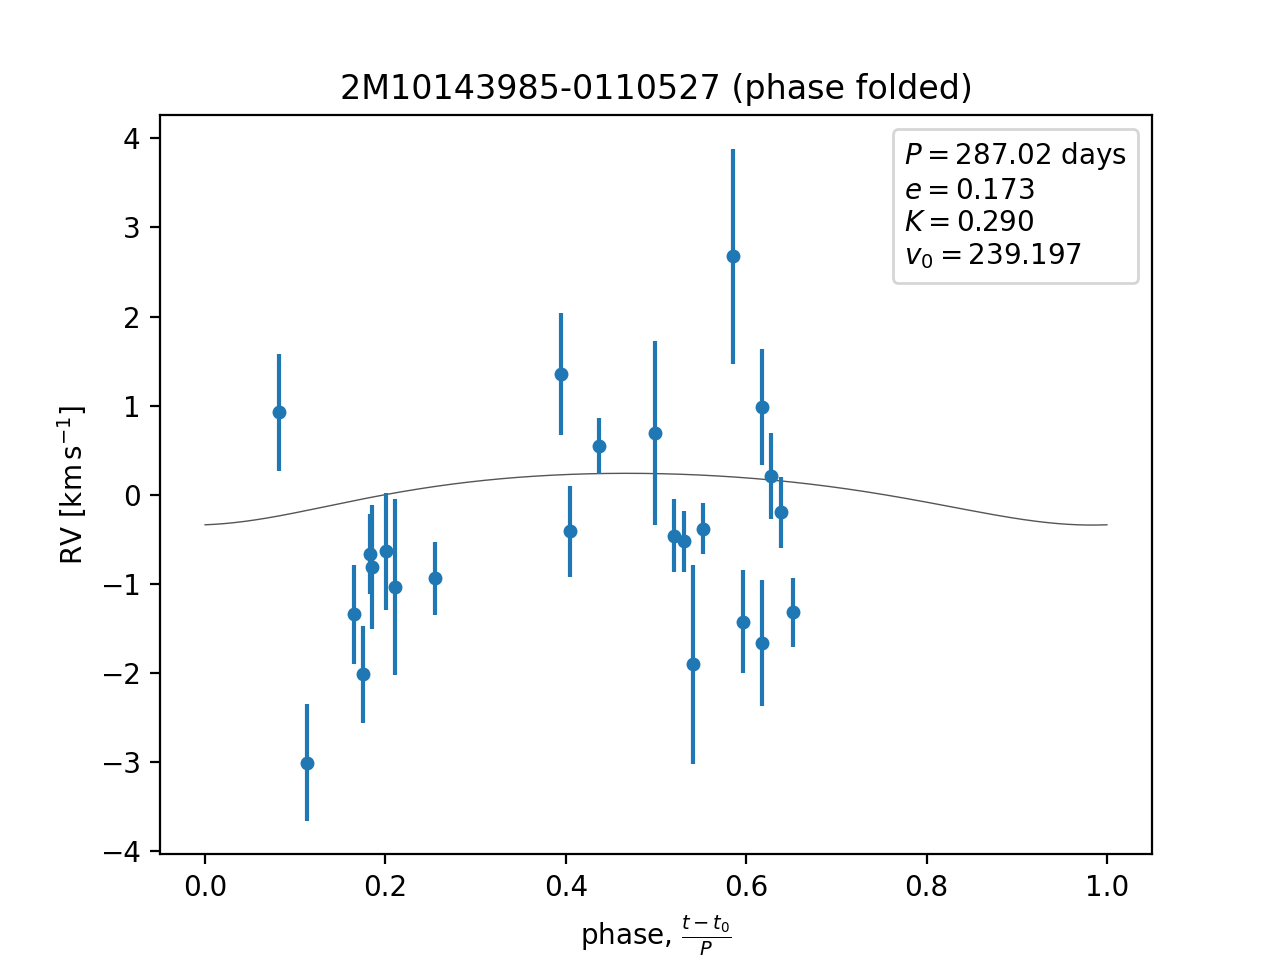 2M10143985-0110527 (phase folded)
P = 287.02 days
e = 0.173
K = 0.290
v₀ = 239.197
4
3
2
1
0
−1
−2
−3
−4
RV [km s⁻¹]
0.0 0.2 0.4 0.6 0.8 1.0
phase, (t − t₀)/P